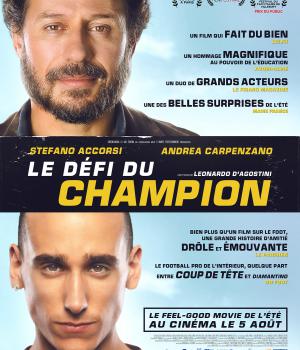 UN FILM QUI FAIT DU BIEN
UN HOMMAGE MAGNIFIQUE
AU POUVOIR DE L'ÉDUCATION
UN DUO DE GRANDS ACTEURS
LE FIGARO MAGAZINE
UNE DES BELLES SURPRISES DE L'ÉTÉ
STEFANO ACCORSI ANDREA CARPENZANO
LE DÉFI DU
LEONARDO D'AGOSTINI
CHAMPION
BIEN PLUS QU'UN FILM SUR LE FOOT,
UNE GRANDE HISTOIRE D'AMITIÉ
DRÔLE ET ÉMOUVANTE
LE FOOTBALL PRO DE L'INTÉRIEUR, QUELQUE PART
ENTRE COUP DE TÊTE ET DIAMANTINO
SO FOOT
LE FEEL-GOOD MOVIE DE L'ÉTÉ
AU CINÉMA LE 5 AOÛT